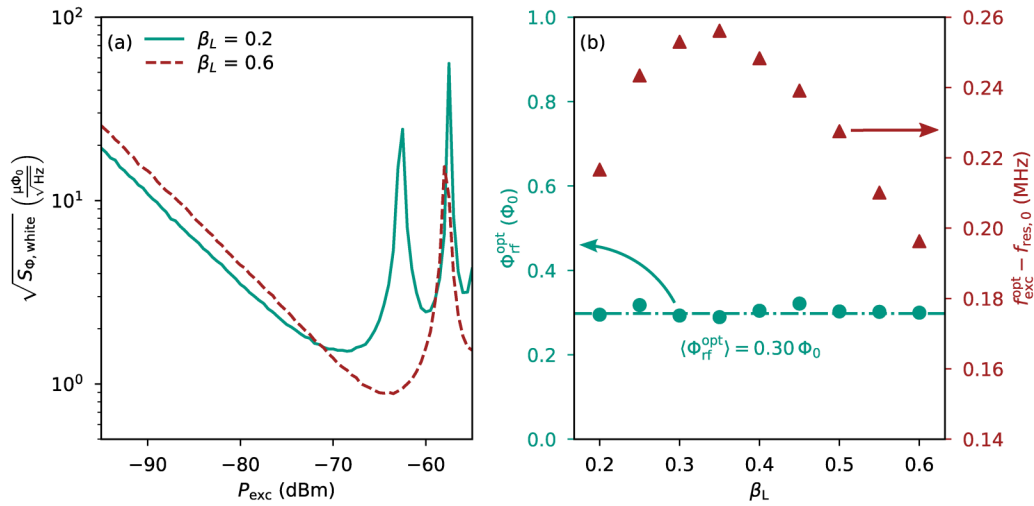 (a)
β_L = 0.2
β_L = 0.6
10²
10¹
10⁰
√S_Φ,white (μΦ₀/√Hz)
−90 −80 −70 −60
P_exc (dBm)
(b)
1.0
0.8
0.6
0.4
0.2
0.0
Φ_rf^opt (Φ₀)
⟨Φ_rf^opt⟩ = 0.30 Φ₀
0.2 0.3 0.4 0.5 0.6
β_L
0.26
0.24
0.22
0.20
0.18
0.16
0.14
f_exc^opt − f_res,0 (MHz)